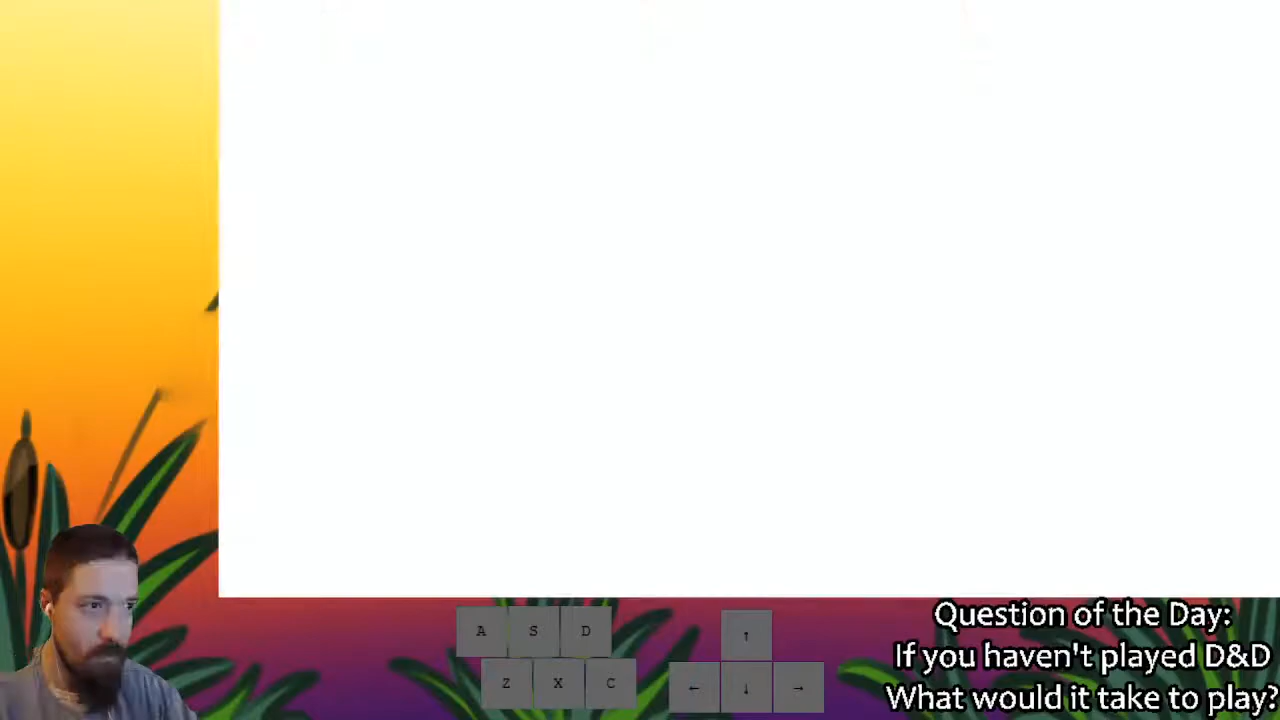 A S D
Z X C
↑
← ↓ →
Question of the Day:
If you haven't played D&D
What would it take to play?